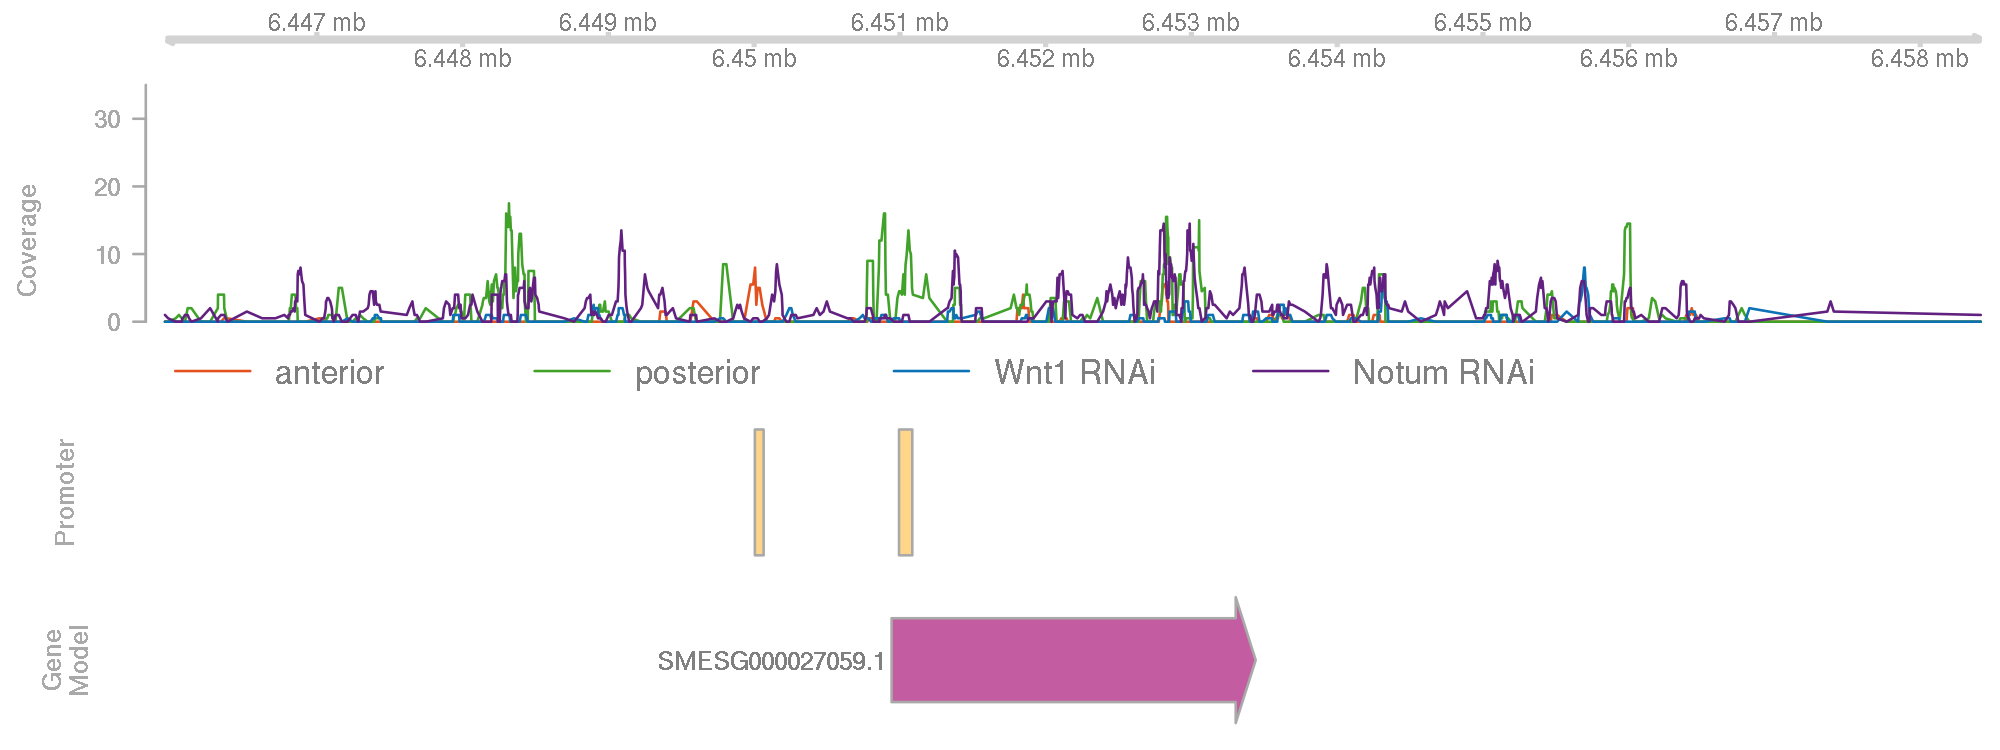 6.447 mb 6.449 mb 6.451 mb 6.453 mb 6.455 mb 6.457 mb
6.448 mb 6.45 mb 6.452 mb 6.454 mb 6.456 mb 6.458 mb
Coverage
30
20
10
0
anterior posterior Wnt1 RNAi Notum RNAi
Promoter
Gene
Model
SMESG000027059.1